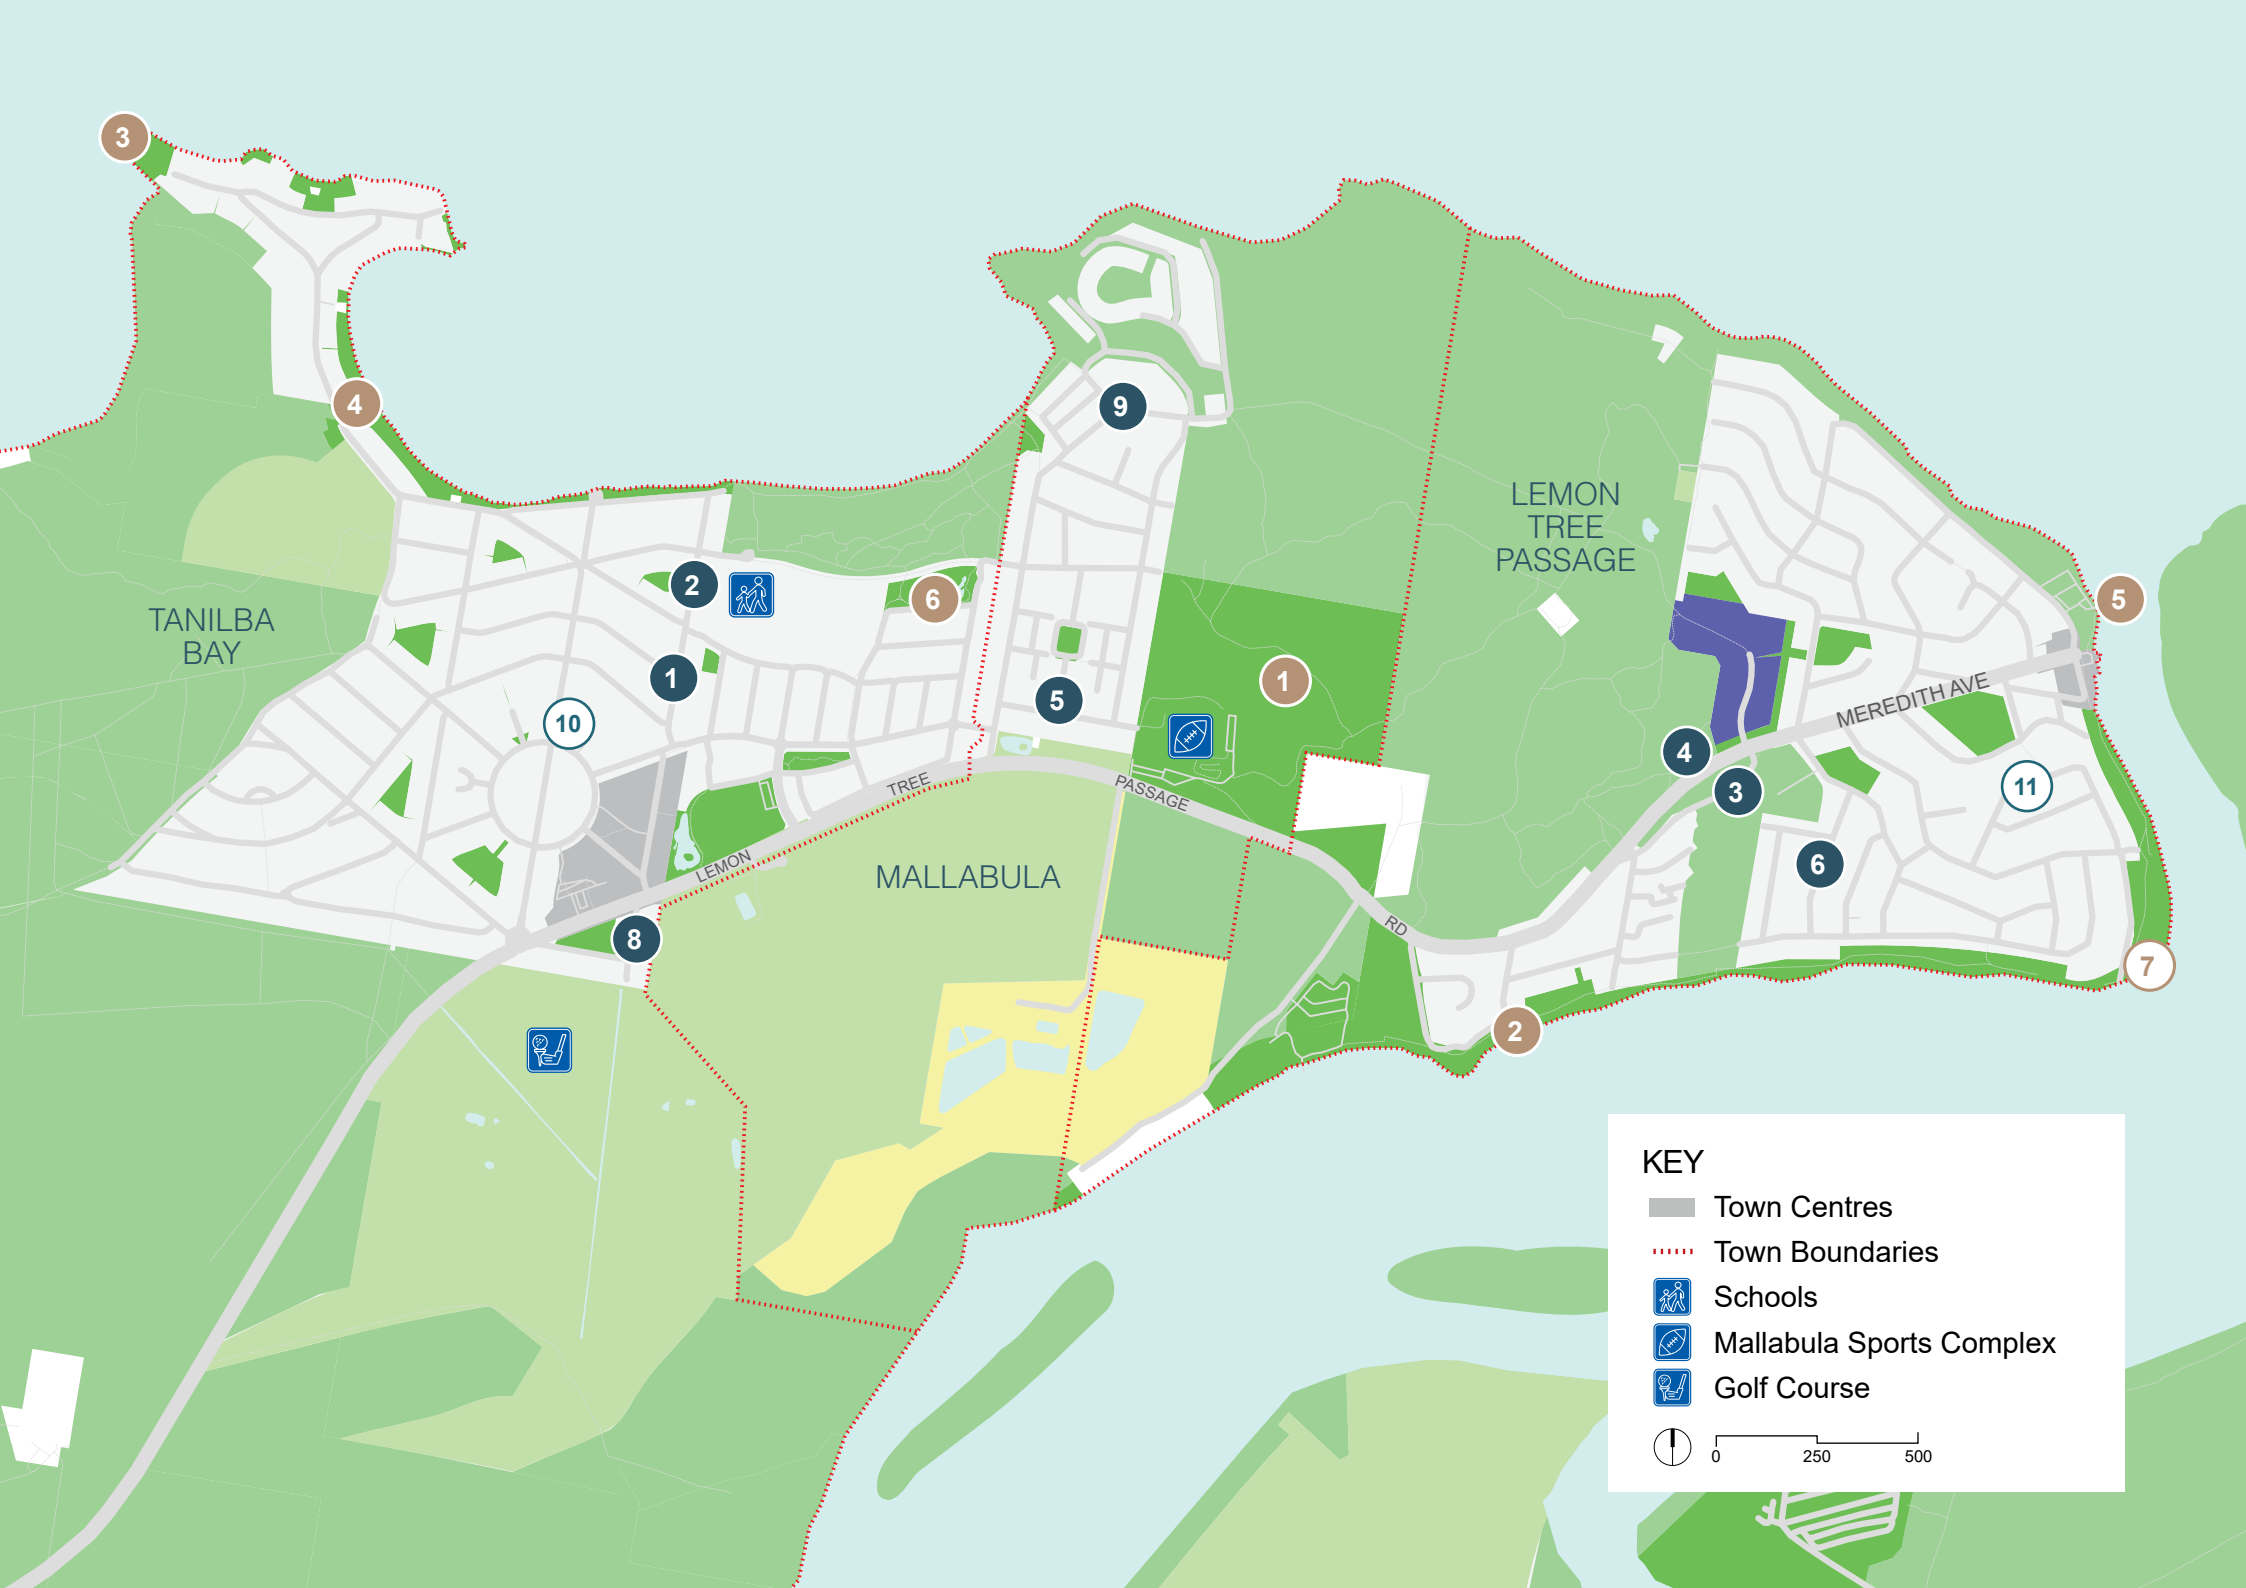 3
4
9
LEMON
TREE
PASSAGE
2
6
5
TANILBA
BAY
1
5
1
10
4
MEREDITH AVE
3
11
TREE
PASSAGE
LEMON
MALLABULA
6
RD
8
7
2
KEY
Town Centres
Town Boundaries
Schools
Mallabula Sports Complex
Golf Course
0 250 500